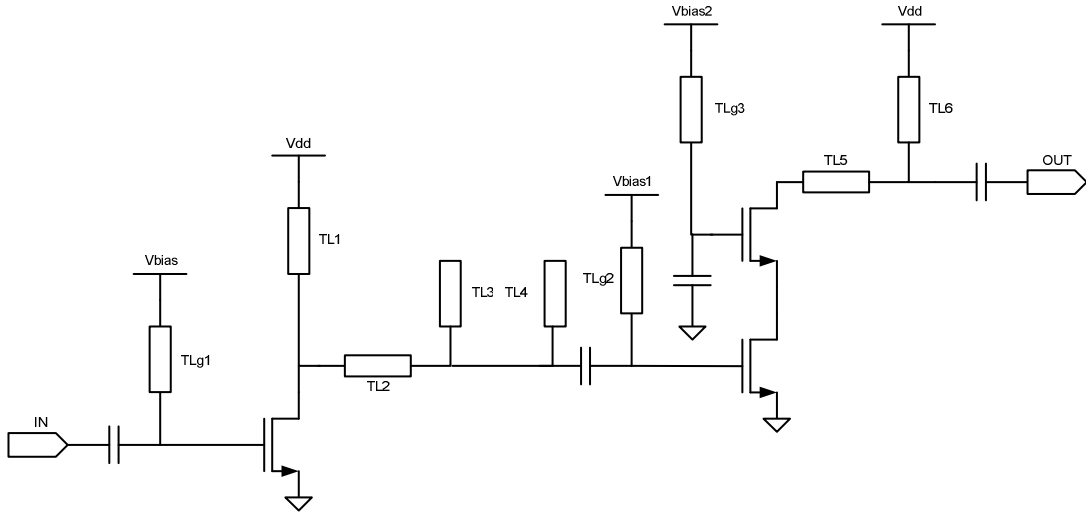 Vbias2
Vdd
TLg3
TL6
Vdd
TL5
OUT
Vbias1
TL1
Vbias
TL3
TL4
TLg2
TLg1
TL2
IN